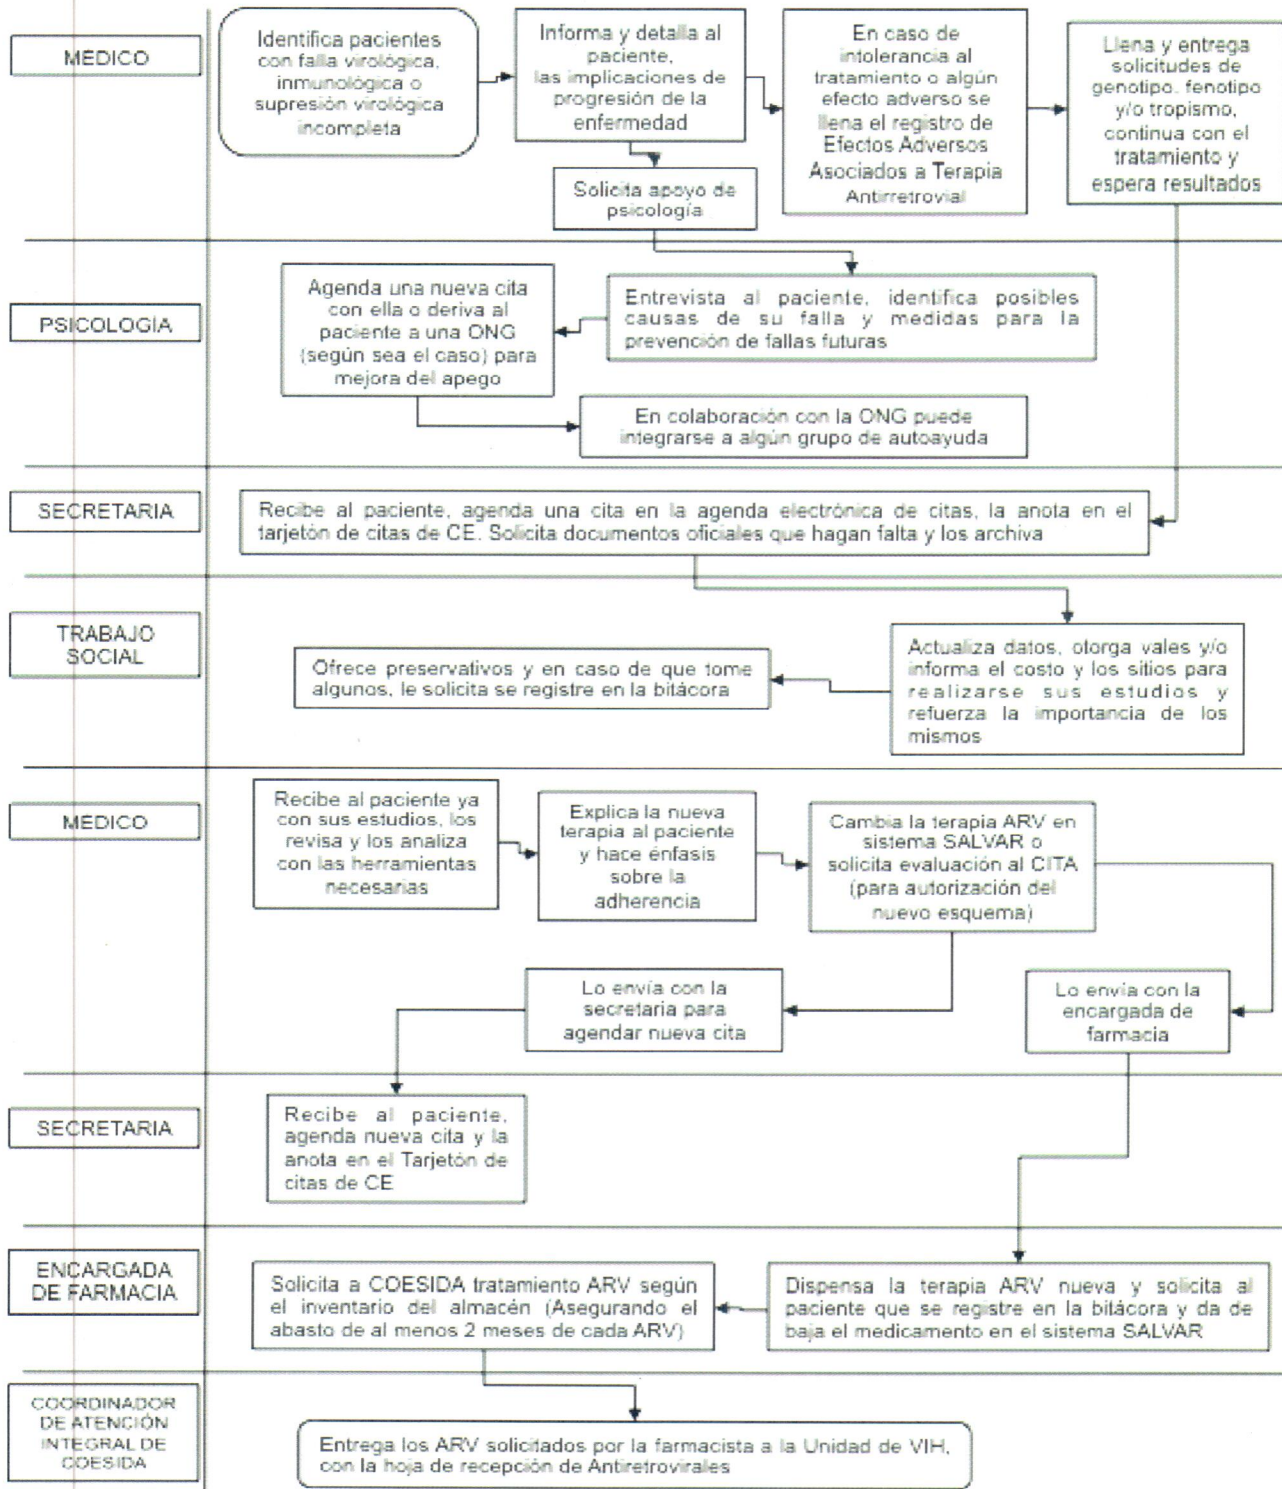 MEDICO
Identifica pacientes
con falla virológica,
inmunológica o
supresión virológica
incompleta
Informa y detalla al
paciente,
las implicaciones de
progresión de la
enfermedad
En caso de
intolerancia al
tratamiento o algún
efecto adverso se
llena el registro de
Efectos Adversos
Asociados a Terapia
Antirretrovial
Llena y entrega
solicitudes de
genotipo, fenotipo
y/o tropismo,
continua con el
tratamiento y
espera resultados
Solicita apoyo de
psicología
PSICOLOGIA
Agenda una nueva cita
con ella o deriva al
paciente a una ONG
(según sea el caso) para
mejora del apego
Entrevista al paciente, identifica posibles
causas de su falla y medidas para la
prevención de fallas futuras
En colaboración con la ONG puede
integrarse a algún grupo de autoayuda
SECRETARIA
Recibe al paciente, agenda una cita en la agenda electrónica de citas, la anota en el
tarjetón de citas de CE. Solicita documentos oficiales que hagan falta y los archiva
TRABAJO
SOCIAL
Ofrece preservativos y en caso de que tome
algunos, le solicita se registre en la bitácora
Actualiza datos, otorga vales y/o
informa el costo y los sitios para
realizarse sus estudios y
refuerza la importancia de los
mismos
MEDICO
Recibe al paciente ya
con sus estudios, los
revisa y los analiza
con las herramientas
necesarias
Explica la nueva
terapia al paciente
y hace énfasis
sobre la
adherencia
Cambia la terapia ARV en
sistema SALVAR o
solicita evaluación al CITA
(para autorización del
nuevo esquema)
Lo envía con la
secretaria para
agendar nueva cita
Lo envía con la
encargada de
farmacia
SECRETARIA
Recibe al paciente,
agenda nueva cita y la
anota en el Tarjetón de
citas de CE
ENCARGADA
DE FARMACIA
Solicita a COESIDA tratamiento ARV según
el inventario del almacén (Asegurando el
abasto de al menos 2 meses de cada ARV)
Dispensa la terapia ARV nueva y solicita al
paciente que se registre en la bitácora y da de
baja el medicamento en el sistema SALVAR
COORDINADOR
DE ATENCIÓN
INTEGRAL DE
COESIDA
Entrega los ARV solicitados por la farmacista a la Unidad de VIH,
con la hoja de recepción de Antiretrovirales